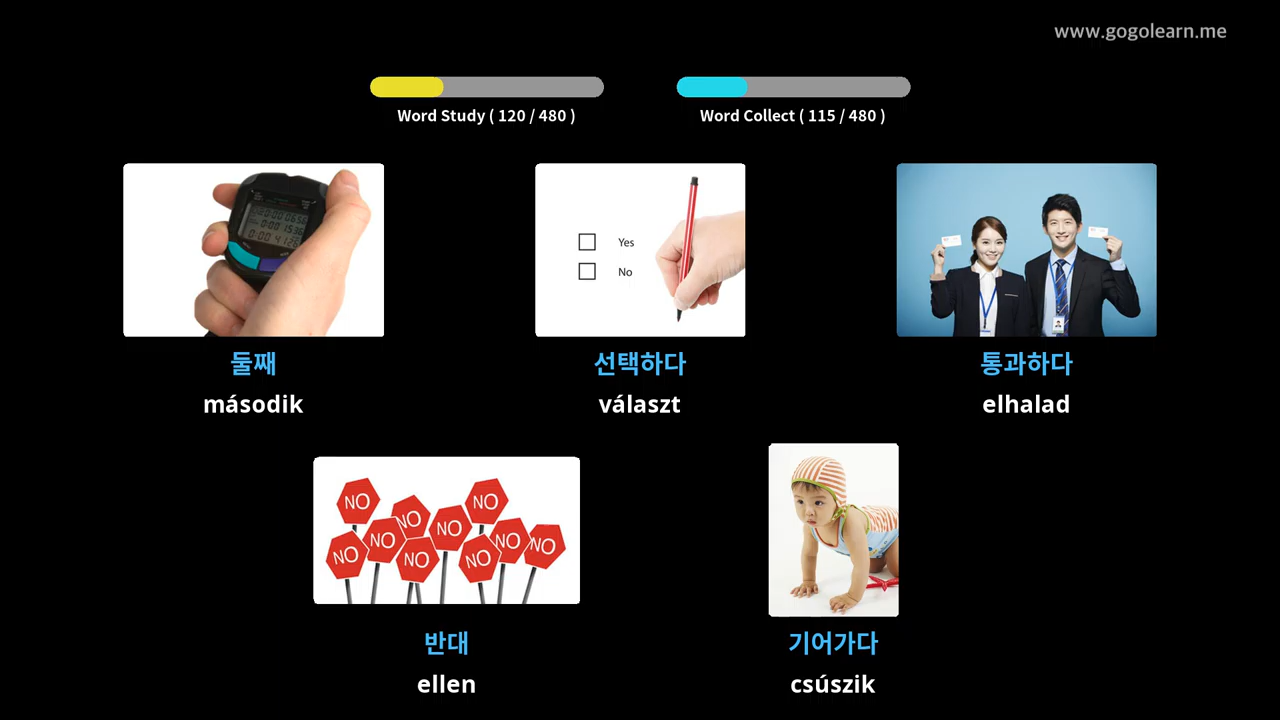 www.gogolearn.me
Word Study ( 120 / 480 )
Word Collect ( 115 / 480 )
Yes
No
둘째
선택하다
통과하다
második
választ
elhalad
NO
NO
NO
NO
NO
NO
NO
NO
NO
NO
반대
기어가다
ellen
csúszik